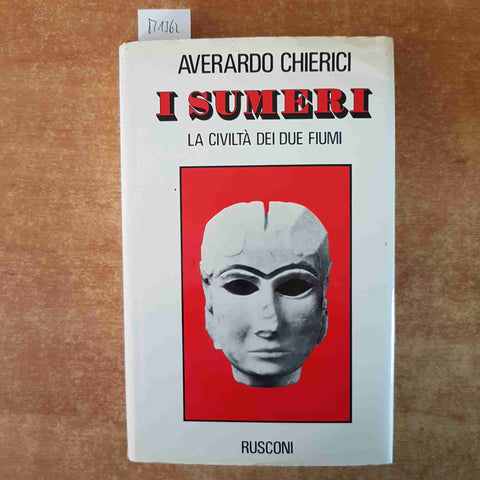 AVERARDO CHIERICI
I SUMERI
LA CIVILTÀ DEI DUE FIUMI
RUSCONI